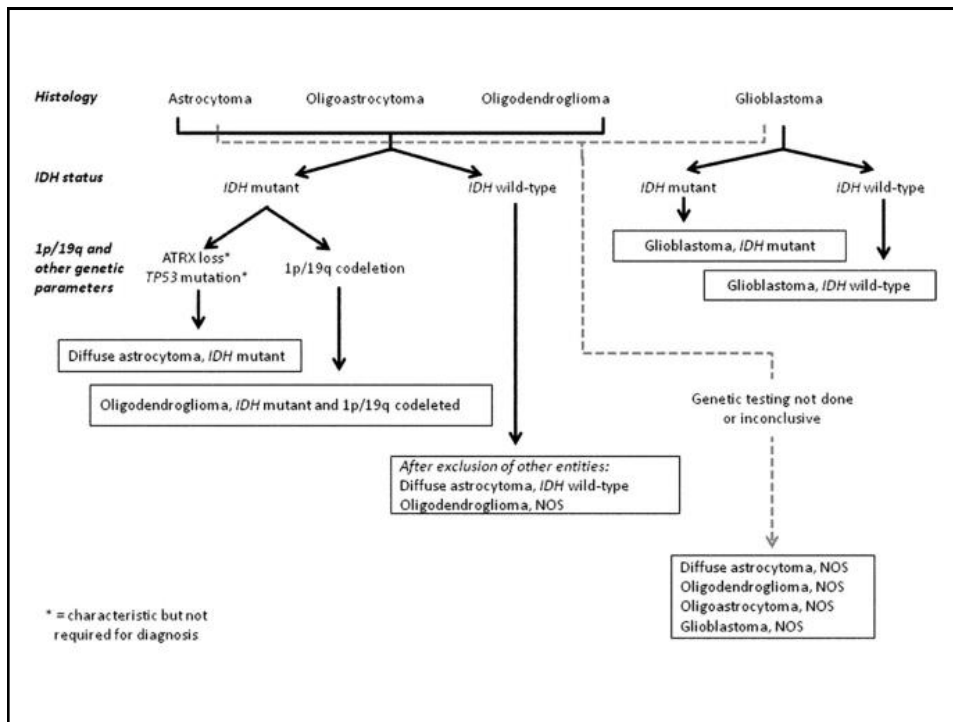 Histology
Astrocytoma
Oligoastrocytoma
Oligodendroglioma
Glioblastoma
IDH status
IDH mutant
IDH wild-type
IDH mutant
IDH wild-type
1p/19q and
other genetic
parameters
ATRX loss*
TP53 mutation*
1p/19q codeletion
Glioblastoma, IDH mutant
Glioblastoma, IDH wild-type
Diffuse astrocytoma, IDH mutant
Oligodendroglioma, IDH mutant and 1p/19q codeleted
Genetic testing not done
or inconclusive
After exclusion of other entities:
Diffuse astrocytoma, IDH wild-type
Oligodendroglioma, NOS
Diffuse astrocytoma, NOS
Oligodendroglioma, NOS
Oligoastrocytoma, NOS
Glioblastoma, NOS
* = characteristic but not
required for diagnosis